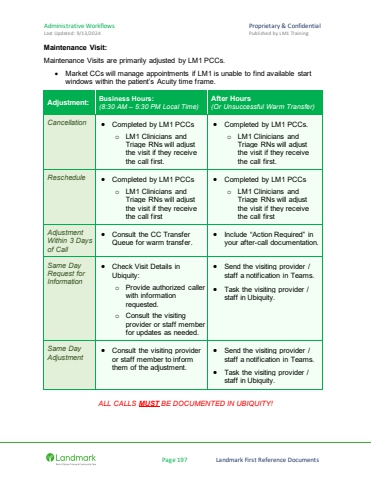 Administrative Workflows
Proprietary & Confidential
Last Updated: 9/13/2024
Published by LM1 Training
Maintenance Visit:
Maintenance Visits are primarily adjusted by LM1 PCCs.
• Market CCs will manage appointments if LM1 is unable to find available start
windows within the patient's Acuity time frame.
Adjustment:
Business Hours:
(8:30 AM – 5:30 PM Local Time)
After Hours
(Or Unsuccessful Warm Transfer)
Cancellation
• Completed by LM1 PCCs
o LM1 Clinicians and
Triage RNs will adjust
the visit if they receive
the call first.
• Completed by LM1 PCCs.
o LM1 Clinicians and
Triage RNs will adjust
the visit if they receive
the call first.
Reschedule
• Completed by LM1 PCCs
o LM1 Clinicians and
Triage RNs will adjust
the visit if they receive
the call first
• Completed by LM1 PCCs
o LM1 Clinicians and
Triage RNs will adjust
the visit if they receive
the call first
Adjustment
Within 3 Days
of Call
• Consult the CC Transfer
Queue for warm transfer.
• Include "Action Required" in
your after-call documentation.
Same Day
Request for
Information
• Check Visit Details in
Ubiquity:
o Provide authorized caller
with information
requested.
o Consult the visiting
provider or staff member
for updates as needed.
• Send the visiting provider /
staff a notification in Teams.
• Task the visiting provider /
staff in Ubiquity.
Same Day
Adjustment
• Consult the visiting provider
or staff member to inform
them of the adjustment.
• Send the visiting provider /
staff a notification in Teams.
• Task the visiting provider /
staff in Ubiquity.
ALL CALLS MUST BE DOCUMENTED IN UBIQUITY!
Landmark
Page 197
Landmark First Reference Documents